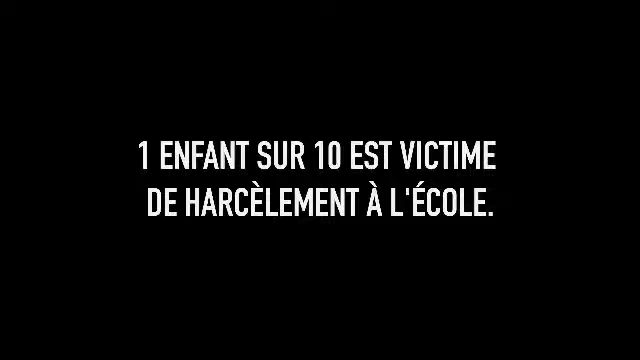 1 ENFANT SUR 10 EST VICTIME
DE HARCÈLEMENT À L'ÉCOLE.